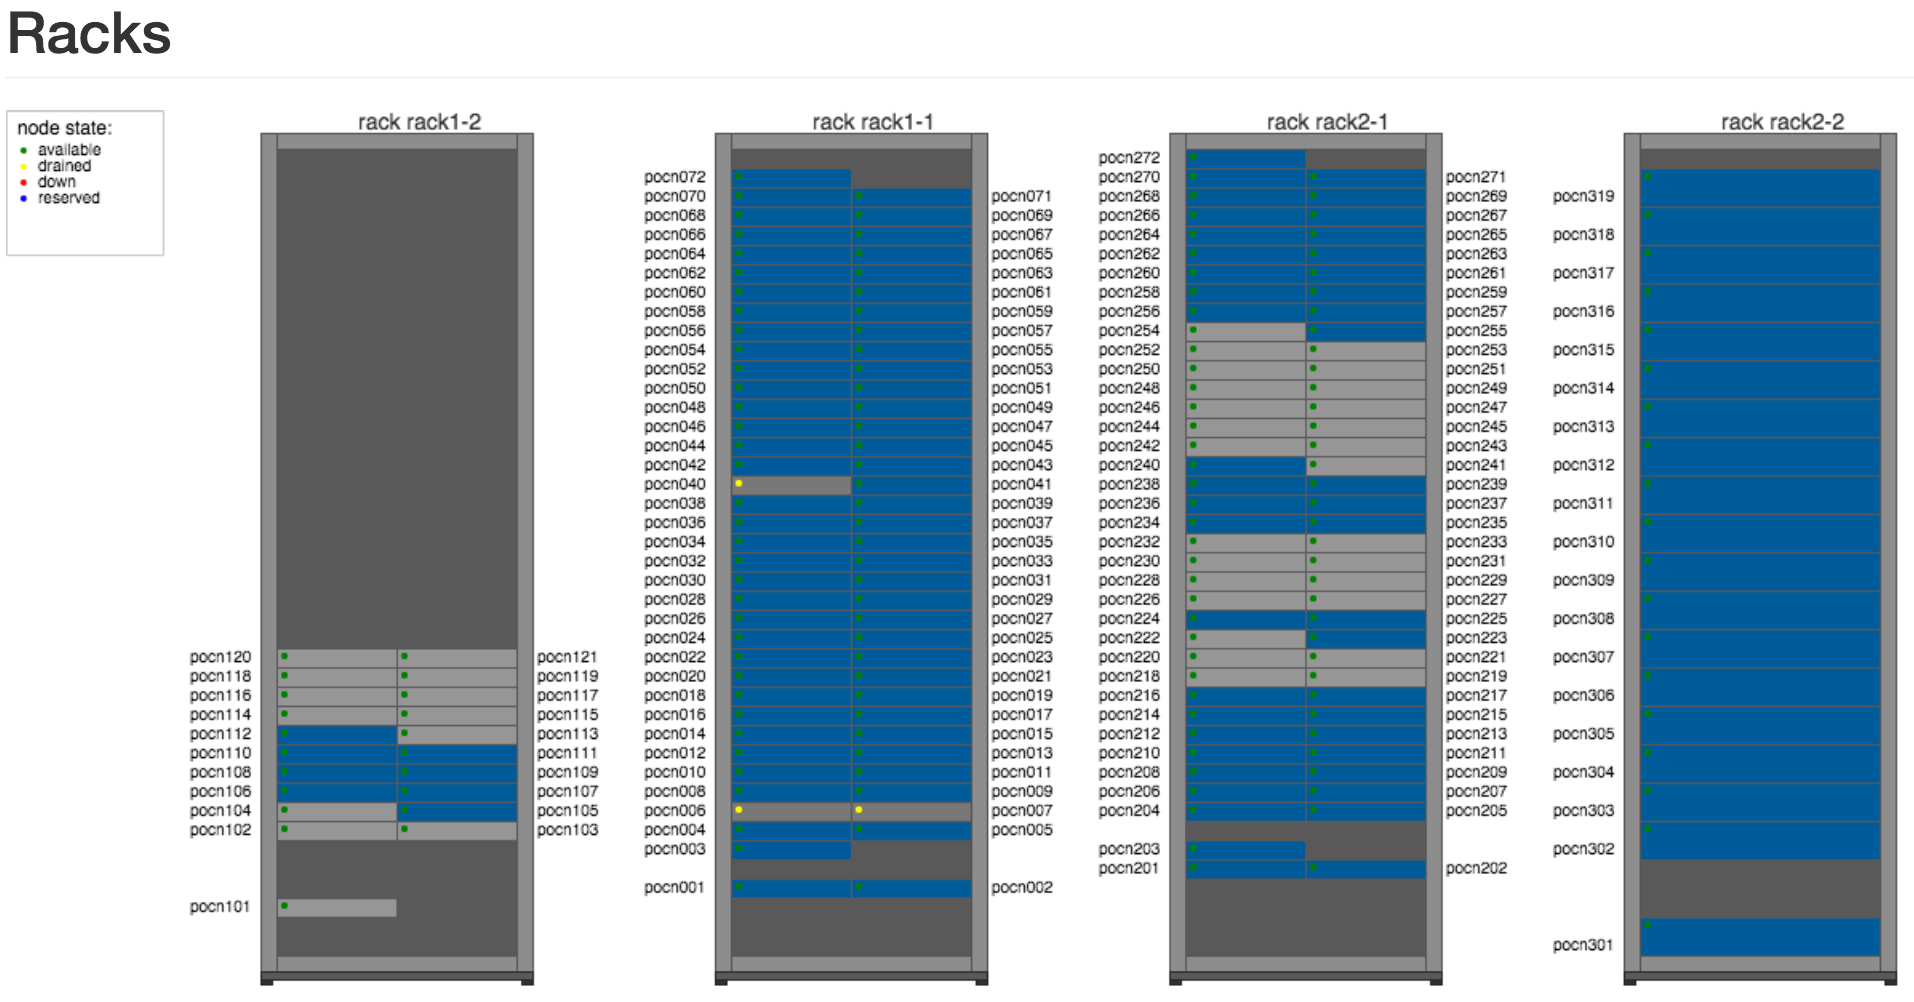 Racks
node state:
available
drained
down
reserved
rack rack1-2
pocn120 pocn121
pocn118 pocn119
pocn116 pocn117
pocn114 pocn115
pocn112 pocn113
pocn110 pocn111
pocn108 pocn109
pocn106 pocn107
pocn104 pocn105
pocn102 pocn103
pocn101
rack rack1-1
pocn072
pocn070 pocn071
pocn068 pocn069
pocn066 pocn067
pocn064 pocn065
pocn062 pocn063
pocn060 pocn061
pocn058 pocn059
pocn056 pocn057
pocn054 pocn055
pocn052 pocn053
pocn050 pocn051
pocn048 pocn049
pocn046 pocn047
pocn044 pocn045
pocn042 pocn043
pocn040 pocn041
pocn038 pocn039
pocn036 pocn037
pocn034 pocn035
pocn032 pocn033
pocn030 pocn031
pocn028 pocn029
pocn026 pocn027
pocn024 pocn025
pocn022 pocn023
pocn020 pocn021
pocn018 pocn019
pocn016 pocn017
pocn014 pocn015
pocn012 pocn013
pocn010 pocn011
pocn008 pocn009
pocn006 pocn007
pocn004 pocn005
pocn003
pocn001 pocn002
rack rack2-1
pocn272
pocn270 pocn271
pocn268 pocn269
pocn266 pocn267
pocn264 pocn265
pocn262 pocn263
pocn260 pocn261
pocn258 pocn259
pocn256 pocn257
pocn254 pocn255
pocn252 pocn253
pocn250 pocn251
pocn248 pocn249
pocn246 pocn247
pocn244 pocn245
pocn242 pocn243
pocn240 pocn241
pocn238 pocn239
pocn236 pocn237
pocn234 pocn235
pocn232 pocn233
pocn230 pocn231
pocn228 pocn229
pocn226 pocn227
pocn224 pocn225
pocn222 pocn223
pocn220 pocn221
pocn218 pocn219
pocn216 pocn217
pocn214 pocn215
pocn212 pocn213
pocn210 pocn211
pocn208 pocn209
pocn206 pocn207
pocn204 pocn205
pocn203
pocn201 pocn202
rack rack2-2
pocn319
pocn318
pocn317
pocn316
pocn315
pocn314
pocn313
pocn312
pocn311
pocn310
pocn309
pocn308
pocn307
pocn306
pocn305
pocn304
pocn303
pocn302
pocn301